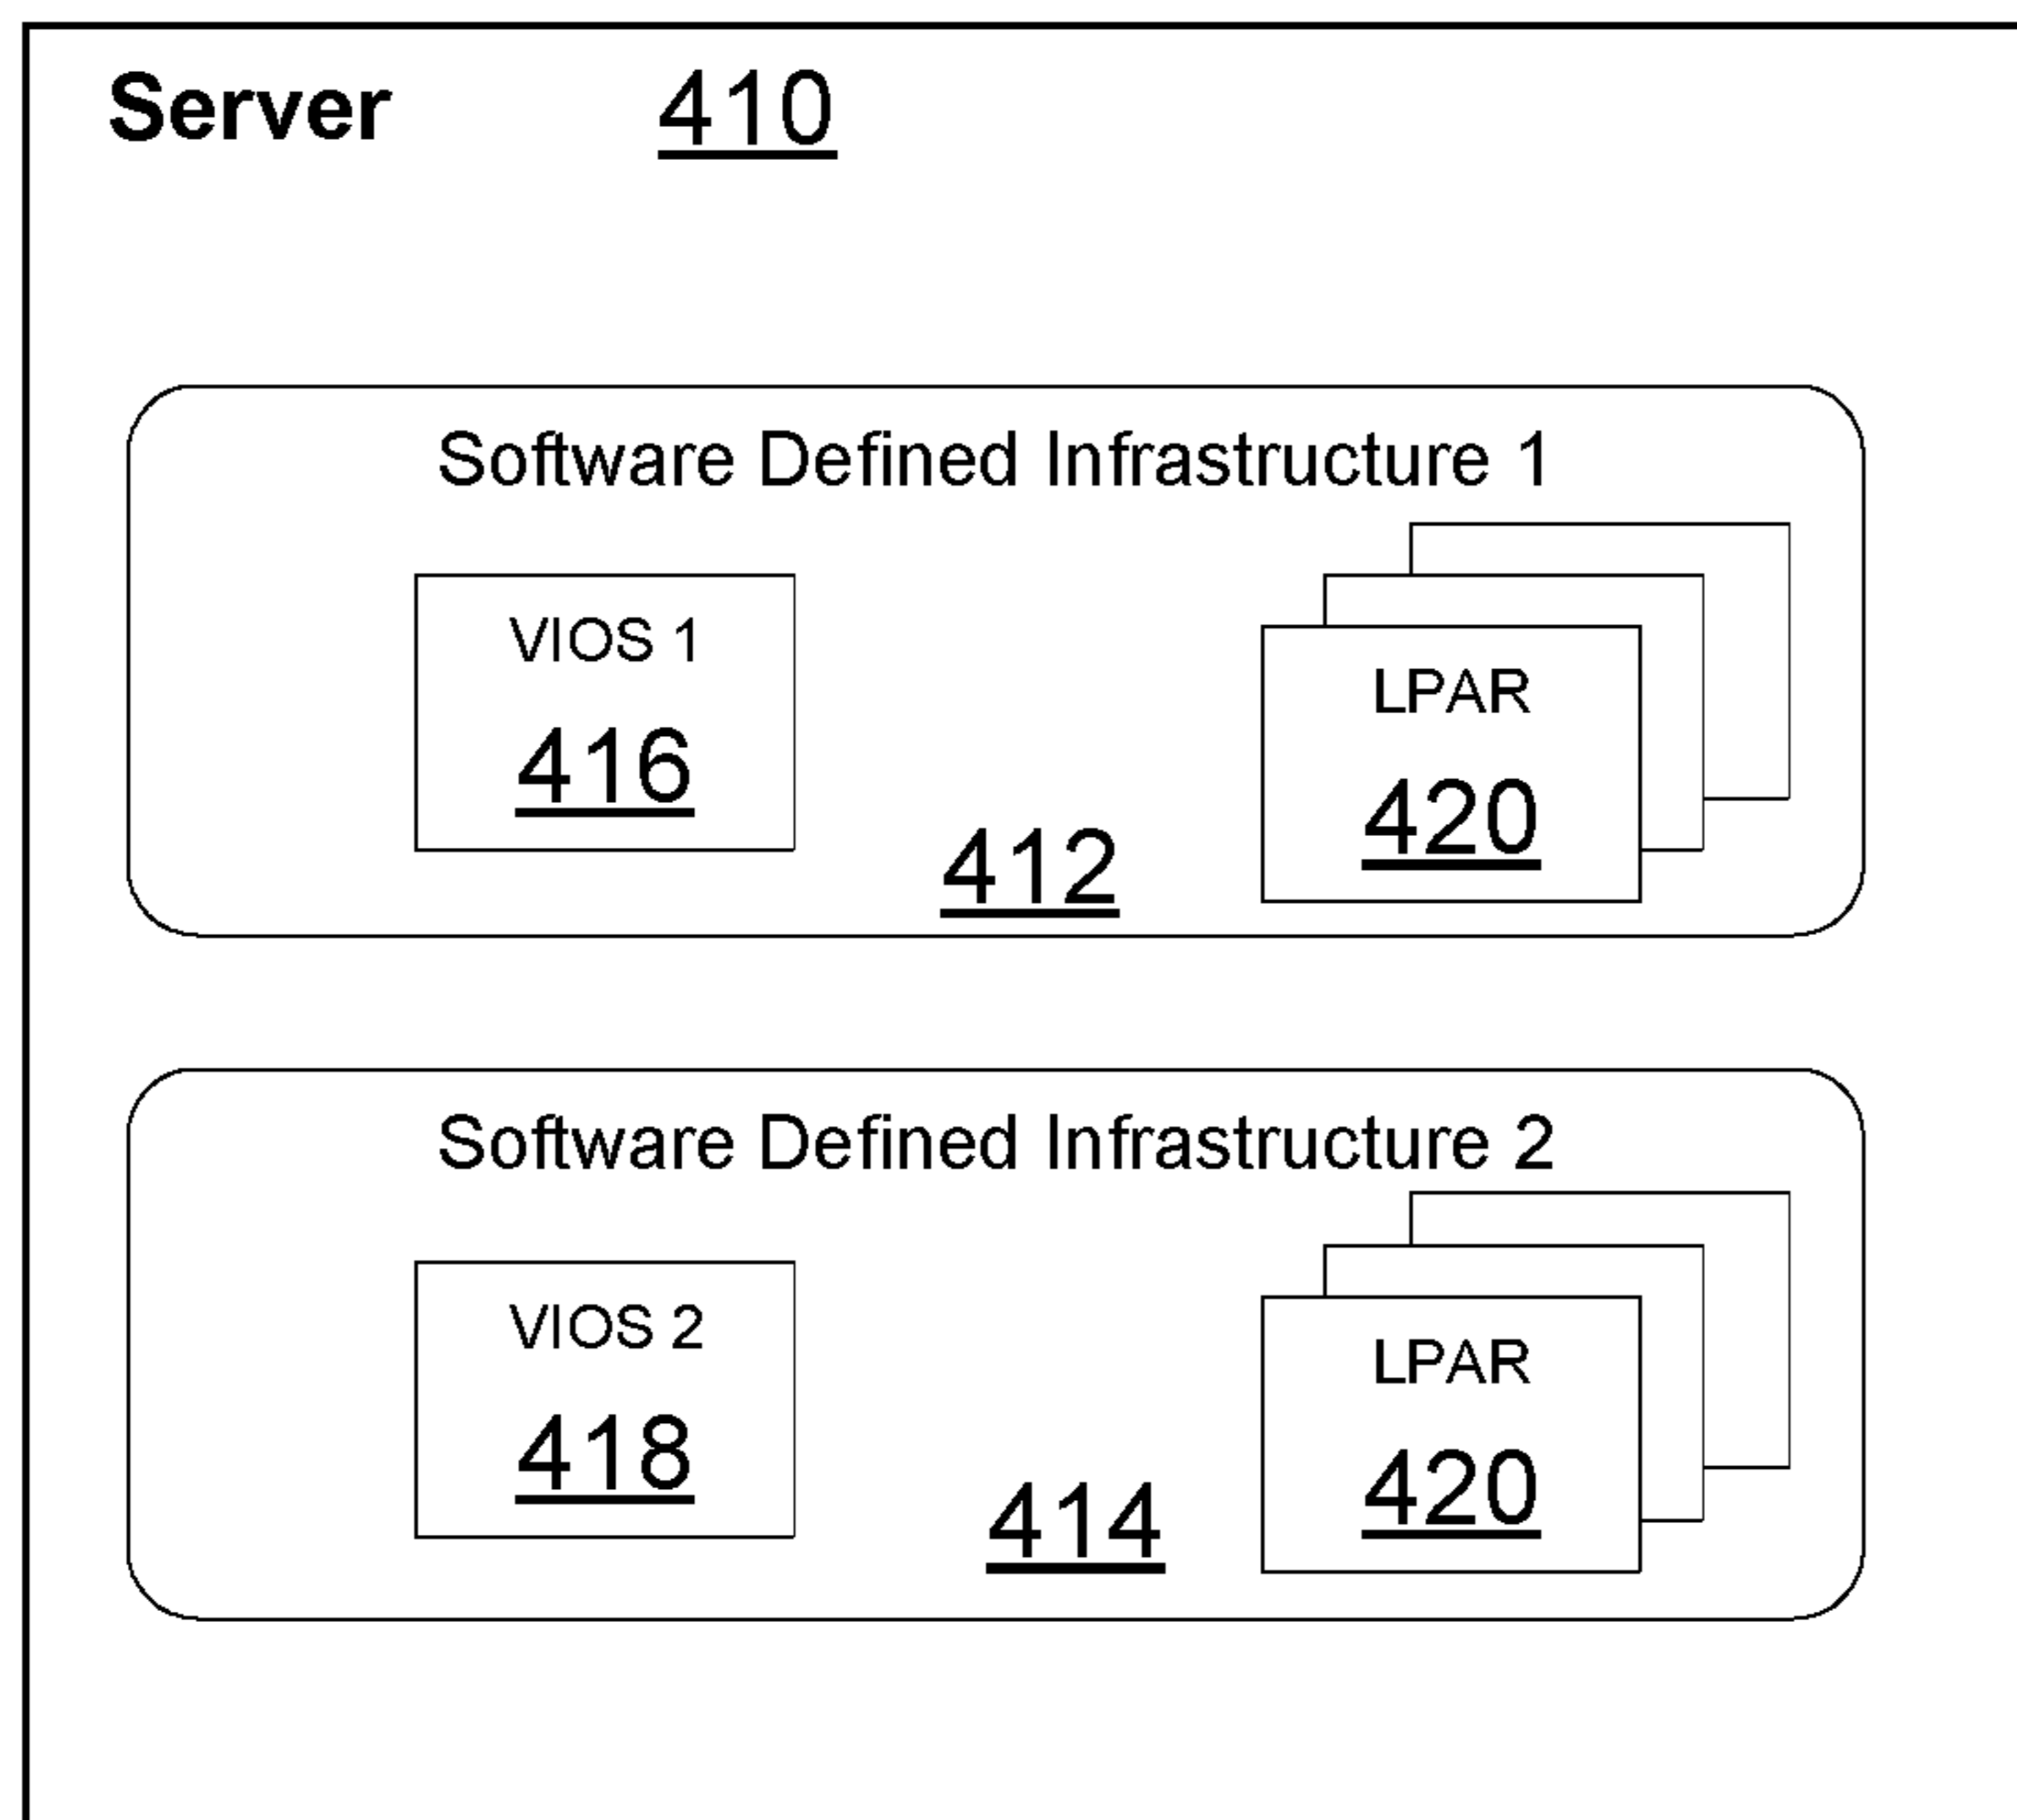 Server 410
Software Defined Infrastructure 1
VIOS 1
416
LPAR
420
412
Software Defined Infrastructure 2
VIOS 2
418
LPAR
420
414